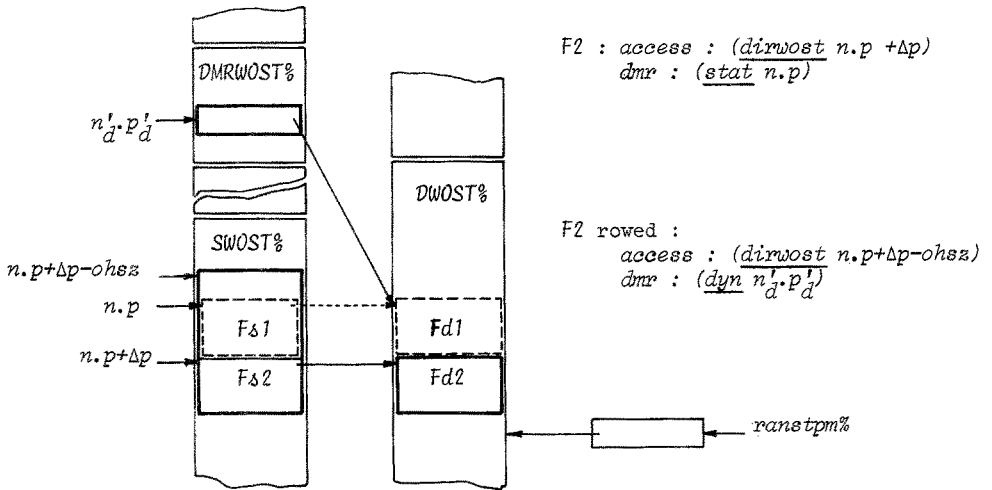 DMRWOST%
n'd.p'd
SWOST%
n.p+Δp-ohsz
n.p
Fs1
n.p+Δp
Fs2
DWOST%
Fd1
Fd2
ranstpm%
F2 : access : (dirwost n.p +Δp)
dmr : (stat n.p)
F2 rowed :
access : (dirwost n.p+Δp-ohsz)
dmr : (dyn n'd.p'd)